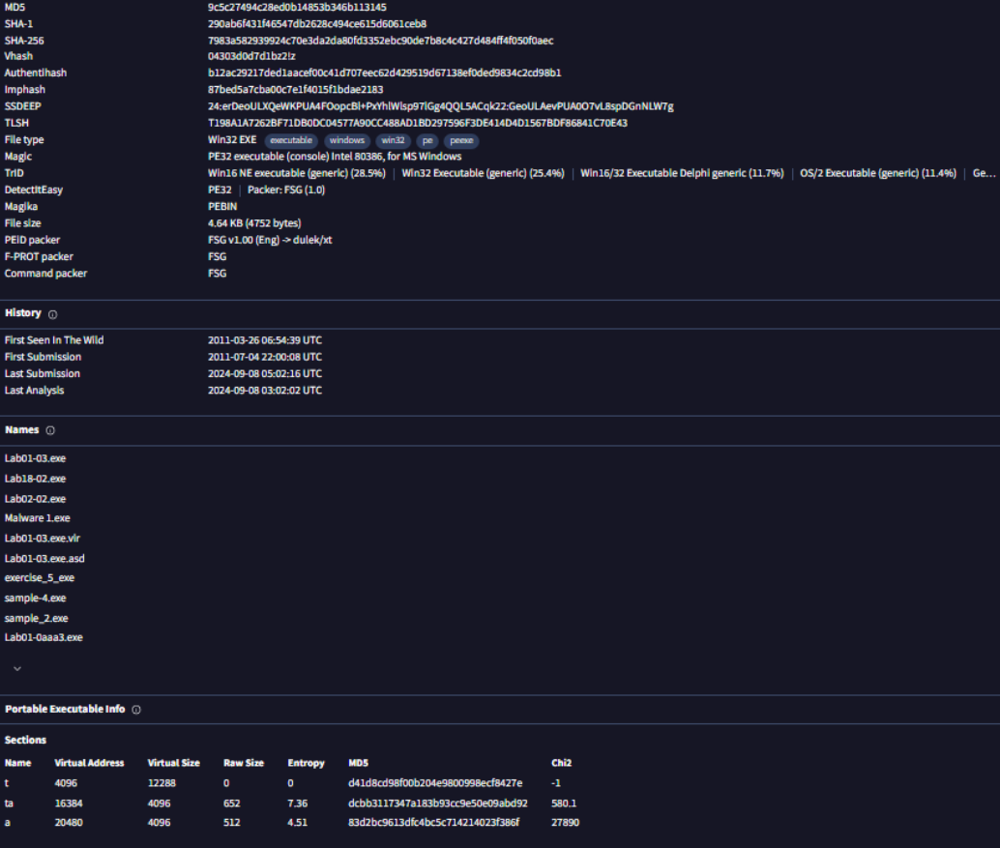 MD5 9c5c27494c28ed0b14853b346b113145
SHA-1 290ab6f431f46547db2628c494ce615d6061ceb8
SHA-256 7983a582939924c70e3da2da80fd3352ebc90de7b8c4c427d484ff4f050f0aec
Vhash 04303d0d7d1bz2!z
Authentihash b12ac29217ded1aacef00c41d707eec62d429519d67138ef0ded9834c2cd98b1
Imphash 87bed5a7cba00c7e1f4015f1bdae2183
SSDEEP 24:erDeoULXQeWKPUA4FOopcBl+PxYhlWlsp97lGg4QQL5ACqk22:GeoULAevPUA0O7vL8spDGnNLW7g
TLSH T198A1A7262BF71DB0DC04577A90CC488AD1BD297596F3DE414D4D1567BDF86841C70E43
File type Win32 EXE executable windows win32 pe peexe
Magic PE32 executable (console) Intel 80386, for MS Windows
TrID Win16 NE executable (generic) (28.5%) | Win32 Executable (generic) (25.4%) | Win16/32 Executable Delphi generic (11.7%) | OS/2 Executable (generic) (11.4%) | Ge...
DetectItEasy PE32 | Packer: FSG (1.0)
Magika PEBIN
File size 4.64 KB (4752 bytes)
PEiD packer FSG v1.00 (Eng) -> dulek/xt
F-PROT packer FSG
Command packer FSG
History
First Seen In The Wild 2011-03-26 06:54:39 UTC
First Submission 2011-07-04 22:00:08 UTC
Last Submission 2024-09-08 05:02:16 UTC
Last Analysis 2024-09-08 03:02:02 UTC
Names
Lab01-03.exe
Lab18-02.exe
Lab02-02.exe
Malware 1.exe
Lab01-03.exe.vir
Lab01-03.exe.asd
exercise_5_exe
sample-4.exe
sample_2.exe
Lab01-0aaa3.exe
Portable Executable Info
Sections
Name Virtual Address Virtual Size Raw Size Entropy MD5 Chi2
t 4096 12288 0 0 d41d8cd98f00b204e9800998ecf8427e -1
ta 16384 4096 652 7.36 dcbb3117347a183b93cc9e50e09abd92 580.1
a 20480 4096 512 4.51 83d2bc9613dfc4bc5c714214023f386f 27890